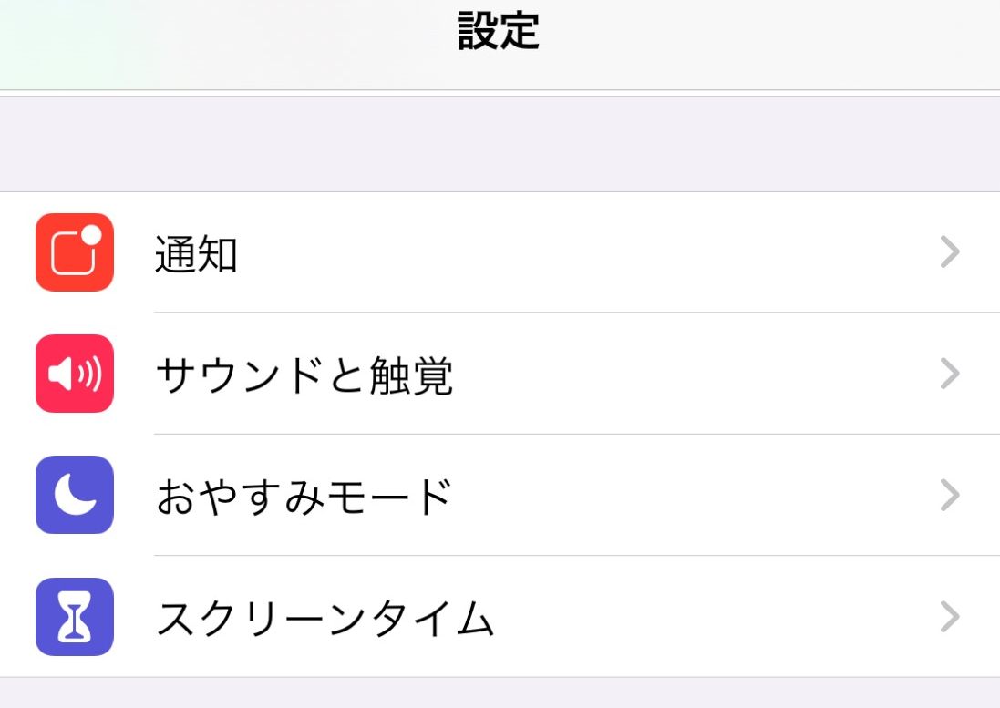 設定
通知
サウンドと触覚
おやすみモード
スクリーンタイム